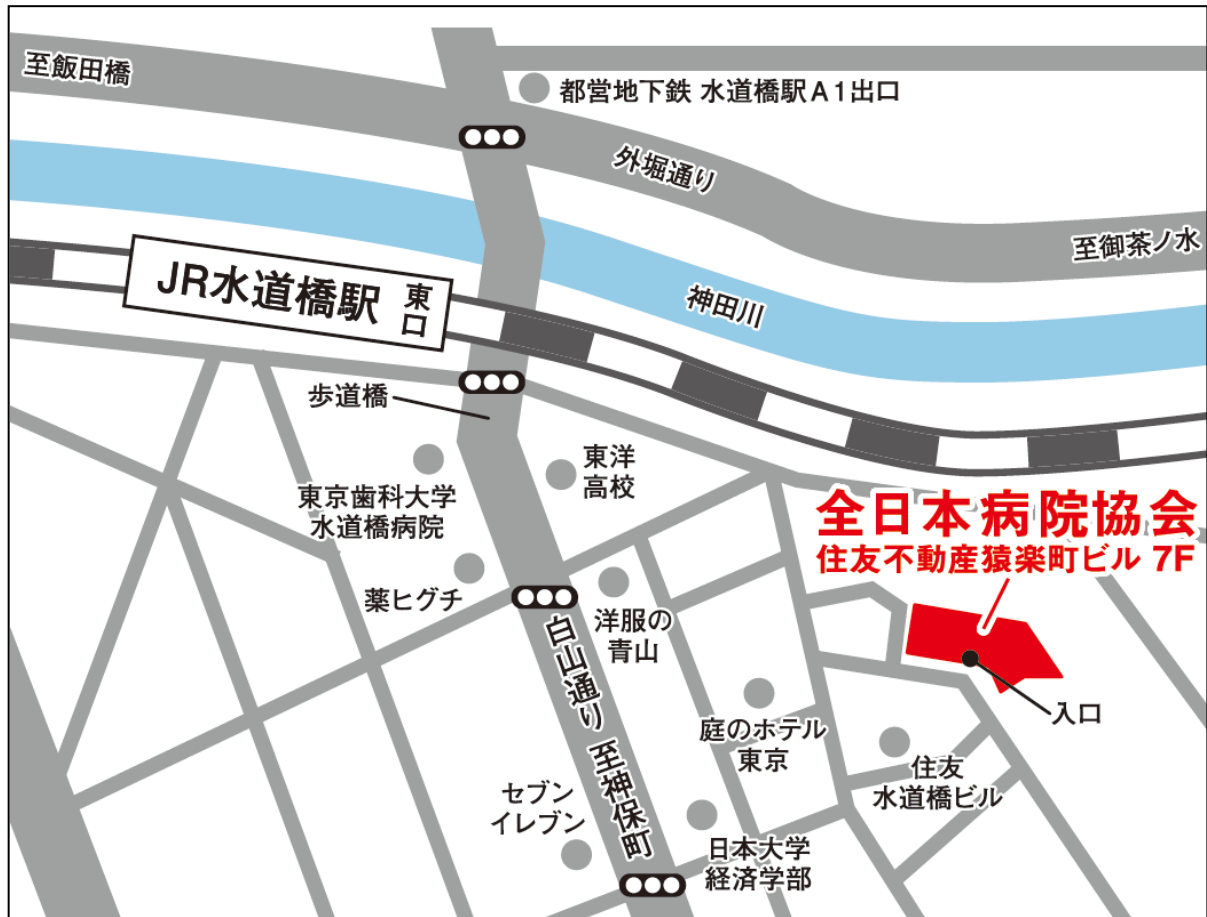 至飯田橋
都営地下鉄 水道橋駅A1出口
外堀通り
至御茶ノ水
JR水道橋駅 東口
神田川
歩道橋
東洋
高校
東京歯科大学
水道橋病院
全日本病院協会
住友不動産猿楽町ビル 7F
薬ヒグチ
洋服の
青山
白山通り 至神保町
入口
庭のホテル
東京
住友
水道橋ビル
セブン
イレブン
日本大学
経済学部